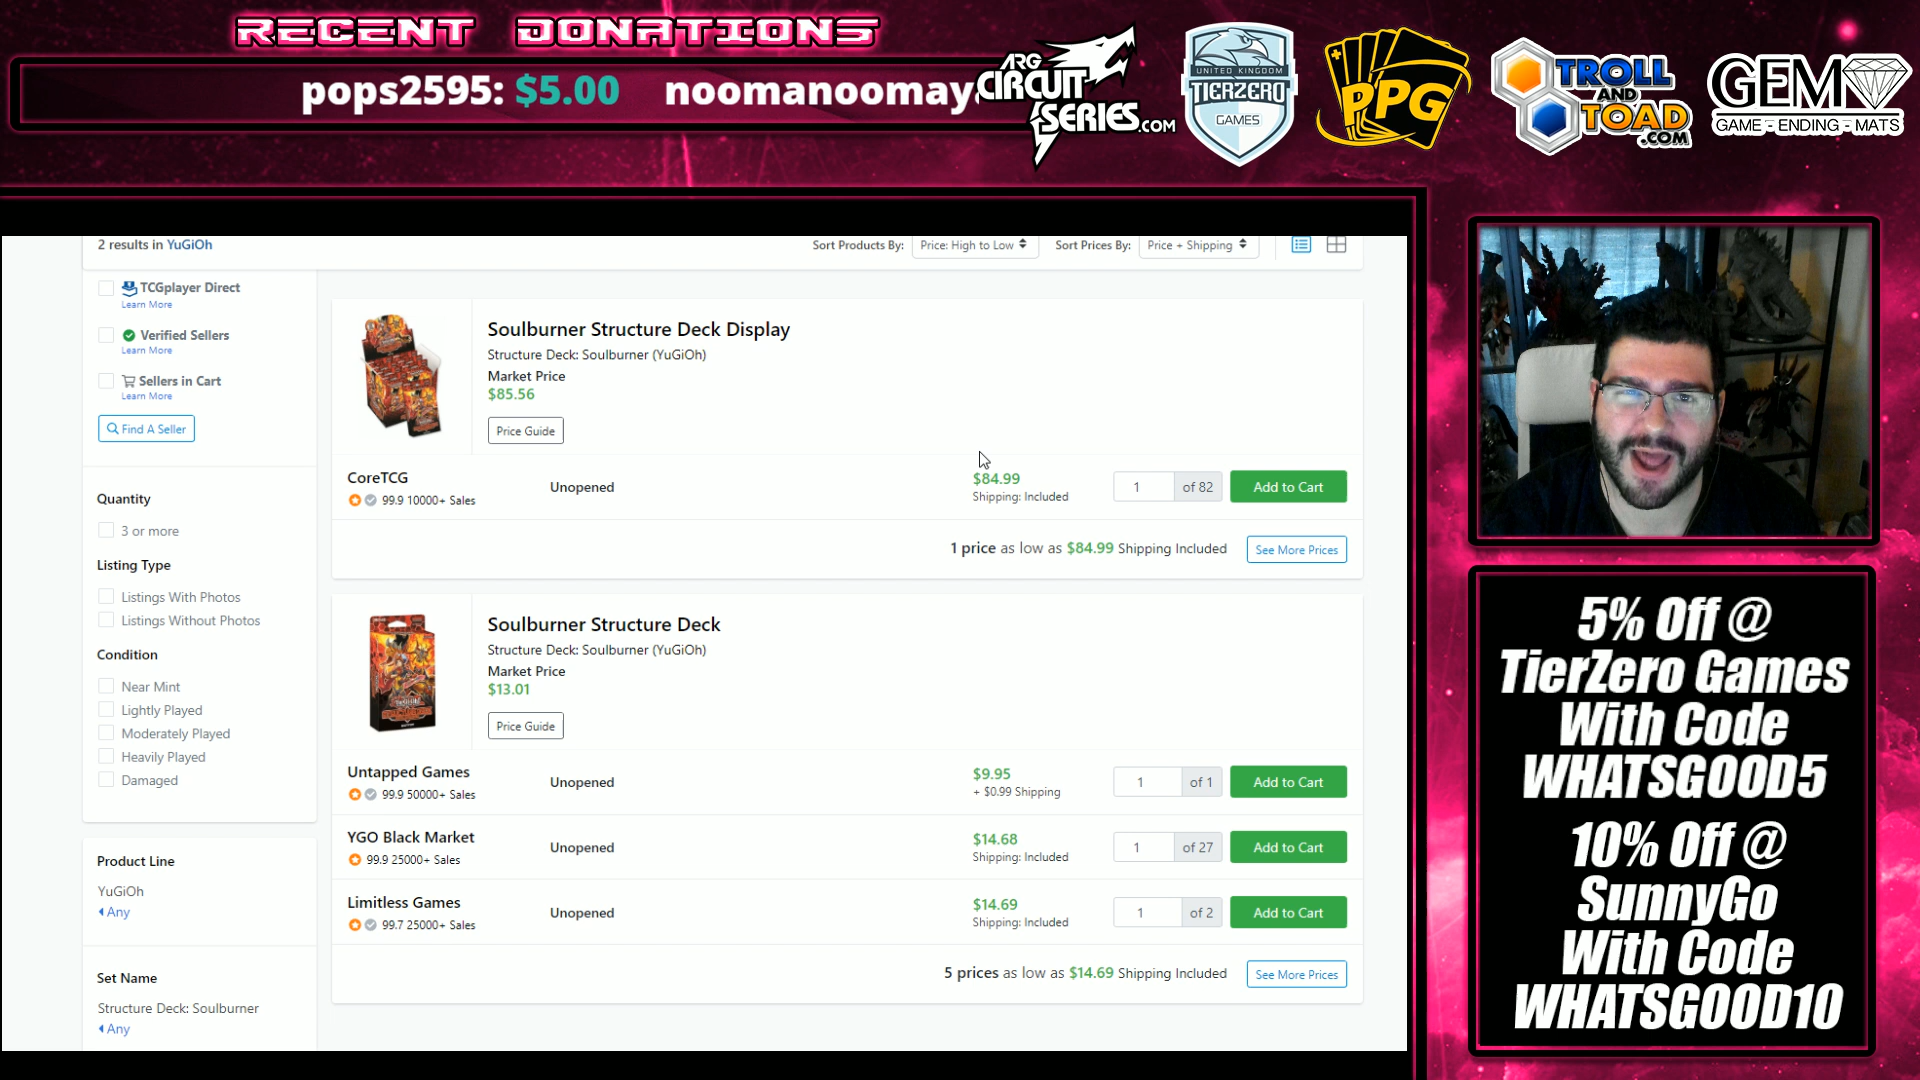 RECENT DONATIONS
pops2595: $5.00 noomanoomaya
ARG
CIRCUIT
SERIES.COM
UNITED KINGDOM
TIERZERO
GAMES
PPG
TROLL
AND
TOAD
.COM
GEM
GAME - ENDING - MATS
2 results in YuGiOh
Sort Products By: Price: High to Low
Sort Prices By: Price + Shipping
TCGplayer Direct
Learn More
Verified Sellers
Learn More
Sellers in Cart
Learn More
Find A Seller
Quantity
3 or more
Listing Type
Listings With Photos
Listings Without Photos
Condition
Near Mint
Lightly Played
Moderately Played
Heavily Played
Damaged
Product Line
YuGiOh
Any
Set Name
Structure Deck: Soulburner
Any
Soulburner Structure Deck Display
Structure Deck: Soulburner (YuGiOh)
Market Price
$85.56
Price Guide
CoreTCG
99.9 10000+ Sales
Unopened
$84.99
Shipping: Included
1 of 82
Add to Cart
1 price as low as $84.99 Shipping Included
See More Prices
Soulburner Structure Deck
Structure Deck: Soulburner (YuGiOh)
Market Price
$13.01
Price Guide
Untapped Games
99.9 50000+ Sales
Unopened
$9.95
+ $0.99 Shipping
1 of 1
Add to Cart
YGO Black Market
99.9 25000+ Sales
Unopened
$14.68
Shipping: Included
1 of 27
Add to Cart
Limitless Games
99.7 25000+ Sales
Unopened
$14.69
Shipping: Included
1 of 2
Add to Cart
5 prices as low as $14.69 Shipping Included
See More Prices
5% Off @
TierZero Games
With Code
WHATSGOOD5
10% Off @
SunnyGo
With Code
WHATSGOOD10